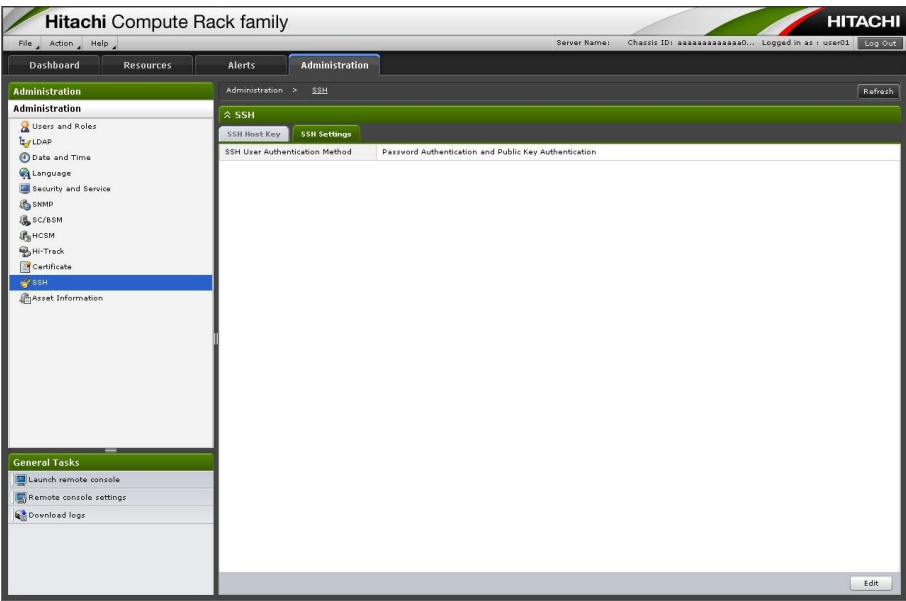 Hitachi Compute Rack family
HITACHI
File Action Help
Server Name: Chassis ID: aaaaaaaaaaaaa0... Logged in as : user01 Log Out
Dashboard Resources Alerts Administration
Administration
Administration
Users and Roles
LDAP
Date and Time
Language
Security and Service
SNMP
SC/BSM
HCSM
Hi-Track
Certificate
SSH
Asset Information
General Tasks
Launch remote console
Remote console settings
Download logs
Administration > SSH
Refresh
SSH
SSH Host Key SSH Settings
SSH User Authentication Method Password Authentication and Public Key Authentication
Edit